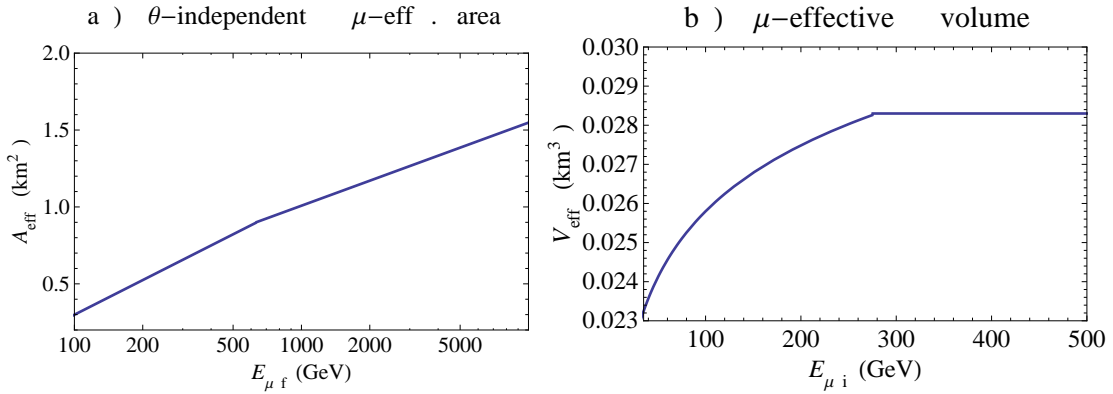 a ) θ−independent μ−eff . area
2.0
1.5
1.0
0.5
A_eff (km²)
100 200 500 1000 2000 5000
E_μ f (GeV)
b ) μ−effective volume
0.030
0.029
0.028
0.027
0.026
0.025
0.024
0.023
V_eff (km³)
100 200 300 400 500
E_μ i (GeV)